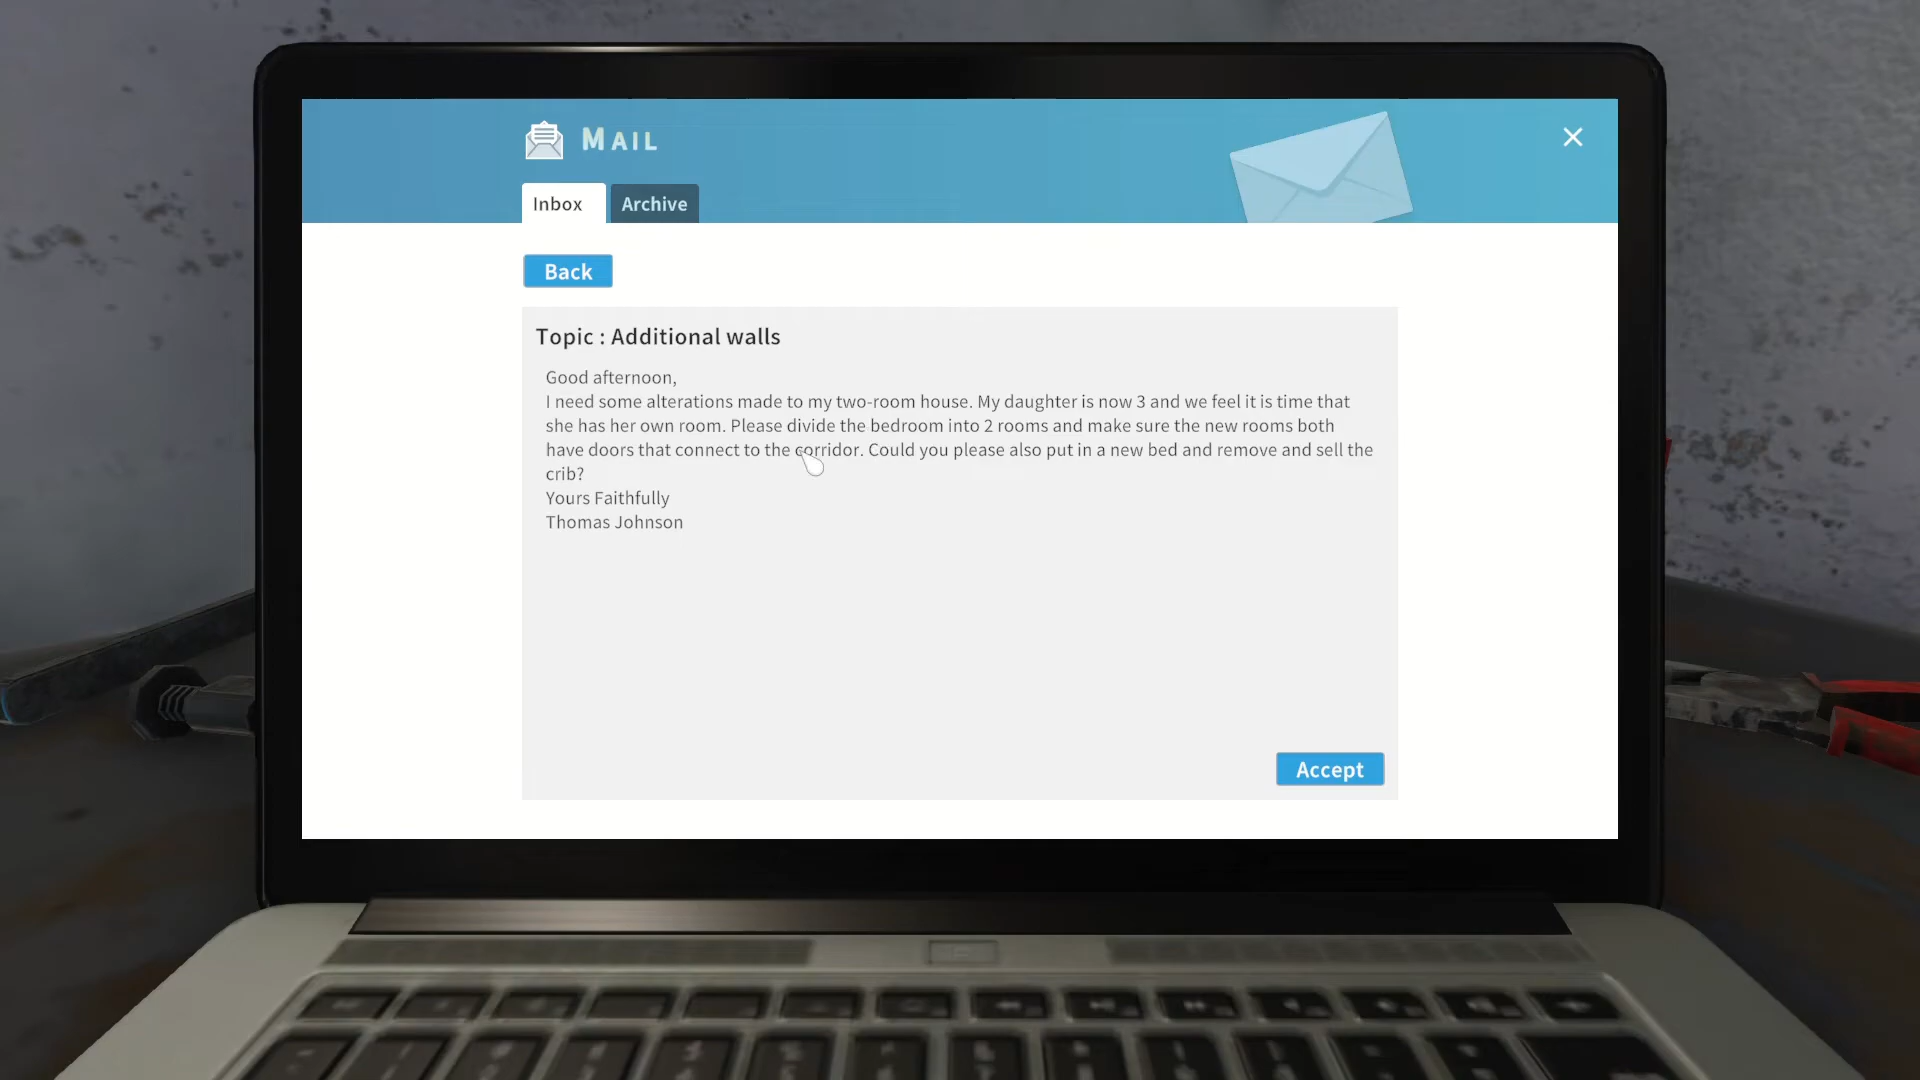 MAIL
Inbox
Archive
Back
Topic : Additional walls
Good afternoon,
I need some alterations made to my two-room house. My daughter is now 3 and we feel it is time that
she has her own room. Please divide the bedroom into 2 rooms and make sure the new rooms both
have doors that connect to the corridor. Could you please also put in a new bed and remove and sell the
crib?
Yours Faithfully
Thomas Johnson
Accept